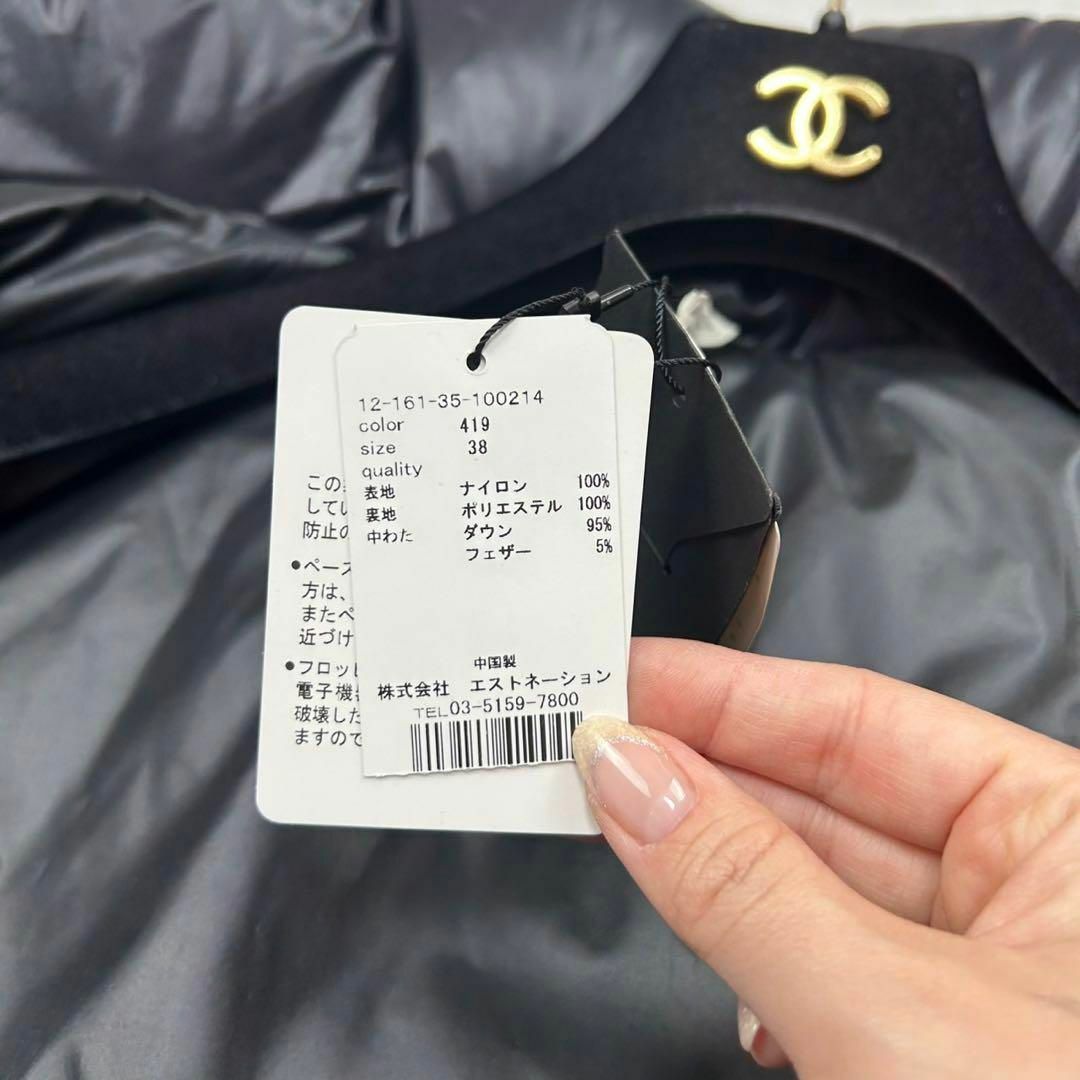 12-161-35-100214
color 419
size 38
quality
表地 ナイロン 100%
裏地 ポリエステル 100%
中わた ダウン 95%
フェザー 5%
中国製
株式会社 エストネーション
TEL03-5159-7800
この
してい
防止の
●ペース
方は、
またペ
近づけ
●フロッ
電子機
破壊した
ますので